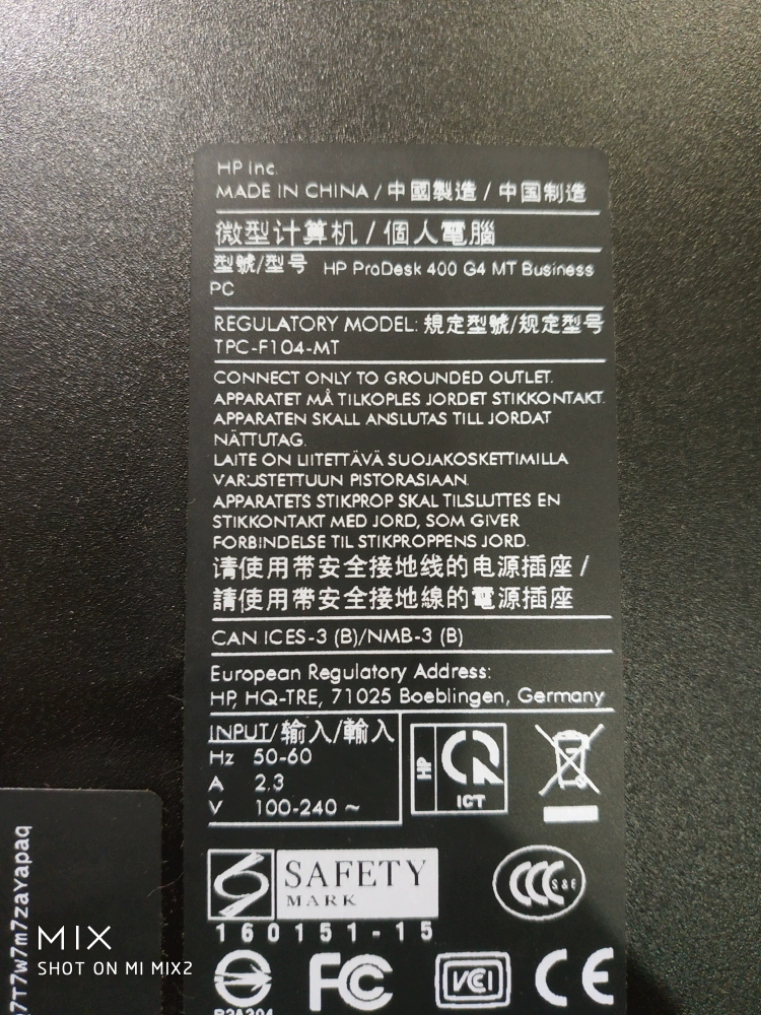 HP Inc.
MADE IN CHINA / 中國製造 / 中国制造
微型计算机 / 個人電腦
型號/型号 HP ProDesk 400 G4 MT Business
PC
REGULATORY MODEL: 規定型號/规定型号
TPC-F104-MT
CONNECT ONLY TO GROUNDED OUTLET.
APPARATET MÅ TILKOPLES JORDET STIKKONTAKT.
APPARATEN SKALL ANSLUTAS TILL JORDAT
NÄTTUTAG.
LAITE ON LIITETTÄVÄ SUOJAKOSKETTIMILLA
VARUSTETTUUN PISTORASIAAN.
APPARATETS STIKPROP SKAL TILSLUTTES EN
STIKKONTAKT MED JORD, SOM GIVER
FORBINDELSE TIL STIKPROPPENS JORD.
请使用带安全接地线的电源插座 /
請使用帶安全接地線的電源插座
CAN ICES-3 (B)/NMB-3 (B)
European Regulatory Address:
HP, HQ-TRE, 71025 Boeblingen, Germany
INPUT/输入/輸入
Hz 50-60
A 2.3
V 100-240 ~
HP
ICT
SAFETY
MARK
160151-15
CCC S&E
FC
VCI
CE
7T7w7m7zaYapaq
MIX
SHOT ON MI MIX2